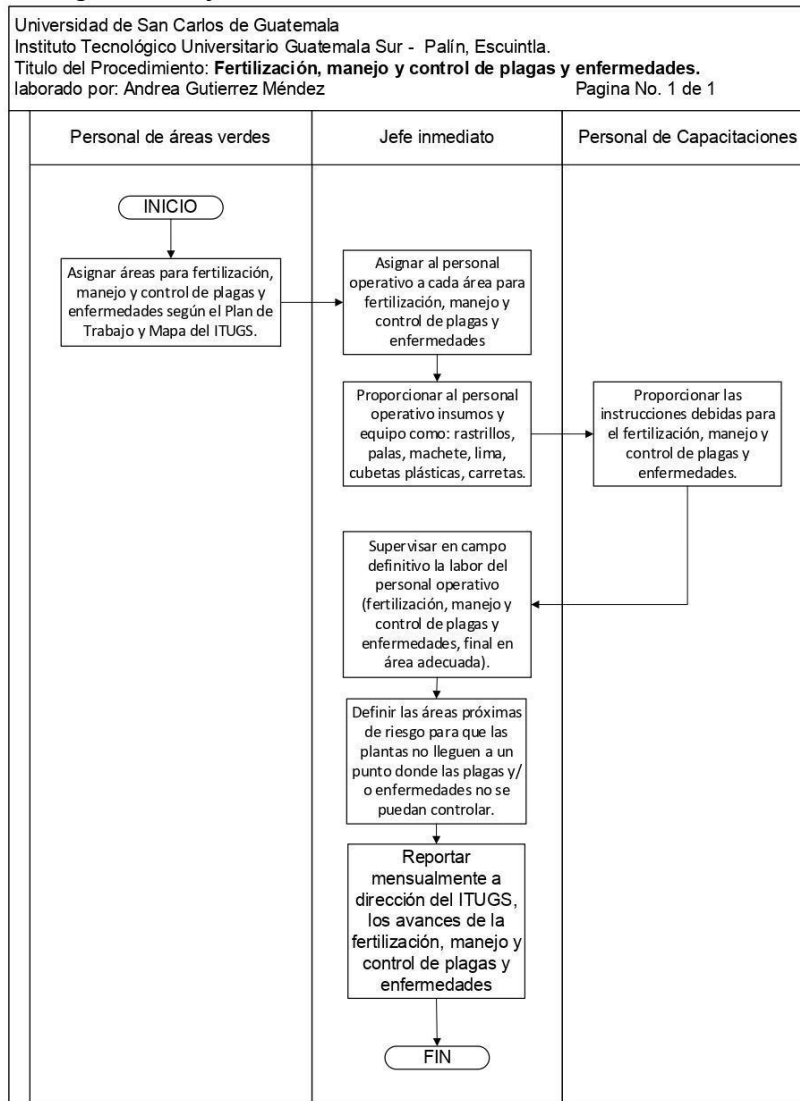 Universidad de San Carlos de Guatemala
Instituto Tecnológico Universitario Guatemala Sur - Palín, Escuintla.
Titulo del Procedimiento: Fertilización, manejo y control de plagas y enfermedades.
laborado por: Andrea Gutierrez Méndez Pagina No. 1 de 1
Personal de áreas verdes
Jefe inmediato
Personal de Capacitaciones
INICIO
Asignar áreas para fertilización,
manejo y control de plagas y
enfermedades según el Plan de
Trabajo y Mapa del ITUGS.
Asignar al personal
operativo a cada área para
fertilización, manejo y
control de plagas y
enfermedades
Proporcionar al personal
operativo insumos y
equipo como: rastrillos,
palas, machete, lima,
cubetas plásticas, carretas.
Proporcionar las
instrucciones debidas para
el fertilización, manejo y
control de plagas y
enfermedades.
Supervisar en campo
definitivo la labor del
personal operativo
(fertilización, manejo y
control de plagas y
enfermedades, final en
área adecuada).
Definir las áreas próximas
de riesgo para que las
plantas no lleguen a un
punto donde las plagas y/
o enfermedades no se
puedan controlar.
Reportar
mensualmente a
dirección del ITUGS,
los avances de la
fertilización, manejo y
control de plagas y
enfermedades
FIN